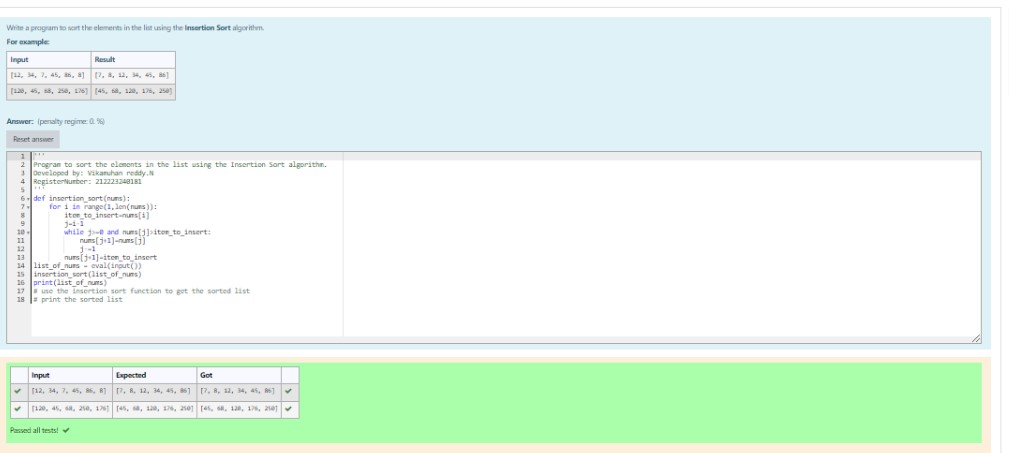 Write a program to sort the elements in the list using the Insertion Sort algorithm.
For example:
Input Result
[12, 34, 7, 45, 86, 8] [7, 8, 12, 34, 45, 86]
[120, 45, 68, 250, 176] [45, 68, 120, 176, 250]
Answer: (penalty regime: 0 %)
Reset answer
1 '''
2 Program to sort the elements in the list using the Insertion Sort algorithm.
3 Developed by: Vikamuhan reddy.N
4 RegisterNumber: 212223240181
5 '''
6 def insertion_sort(nums):
7 for i in range(1,len(nums)):
8 item_to_insert=nums[i]
9 j=i-1
10 while j>=0 and nums[j]>item_to_insert:
11 nums[j+1]=nums[j]
12 j-=1
13 nums[j+1]=item_to_insert
14 list_of_nums = eval(input())
15 insertion_sort(list_of_nums)
16 print(list_of_nums)
17 # use the insertion sort function to get the sorted list
18 # print the sorted list
Input Expected Got
[12, 34, 7, 45, 86, 8] [7, 8, 12, 34, 45, 86] [7, 8, 12, 34, 45, 86]
[120, 45, 68, 250, 176] [45, 68, 120, 176, 250] [45, 68, 120, 176, 250]
Passed all tests!